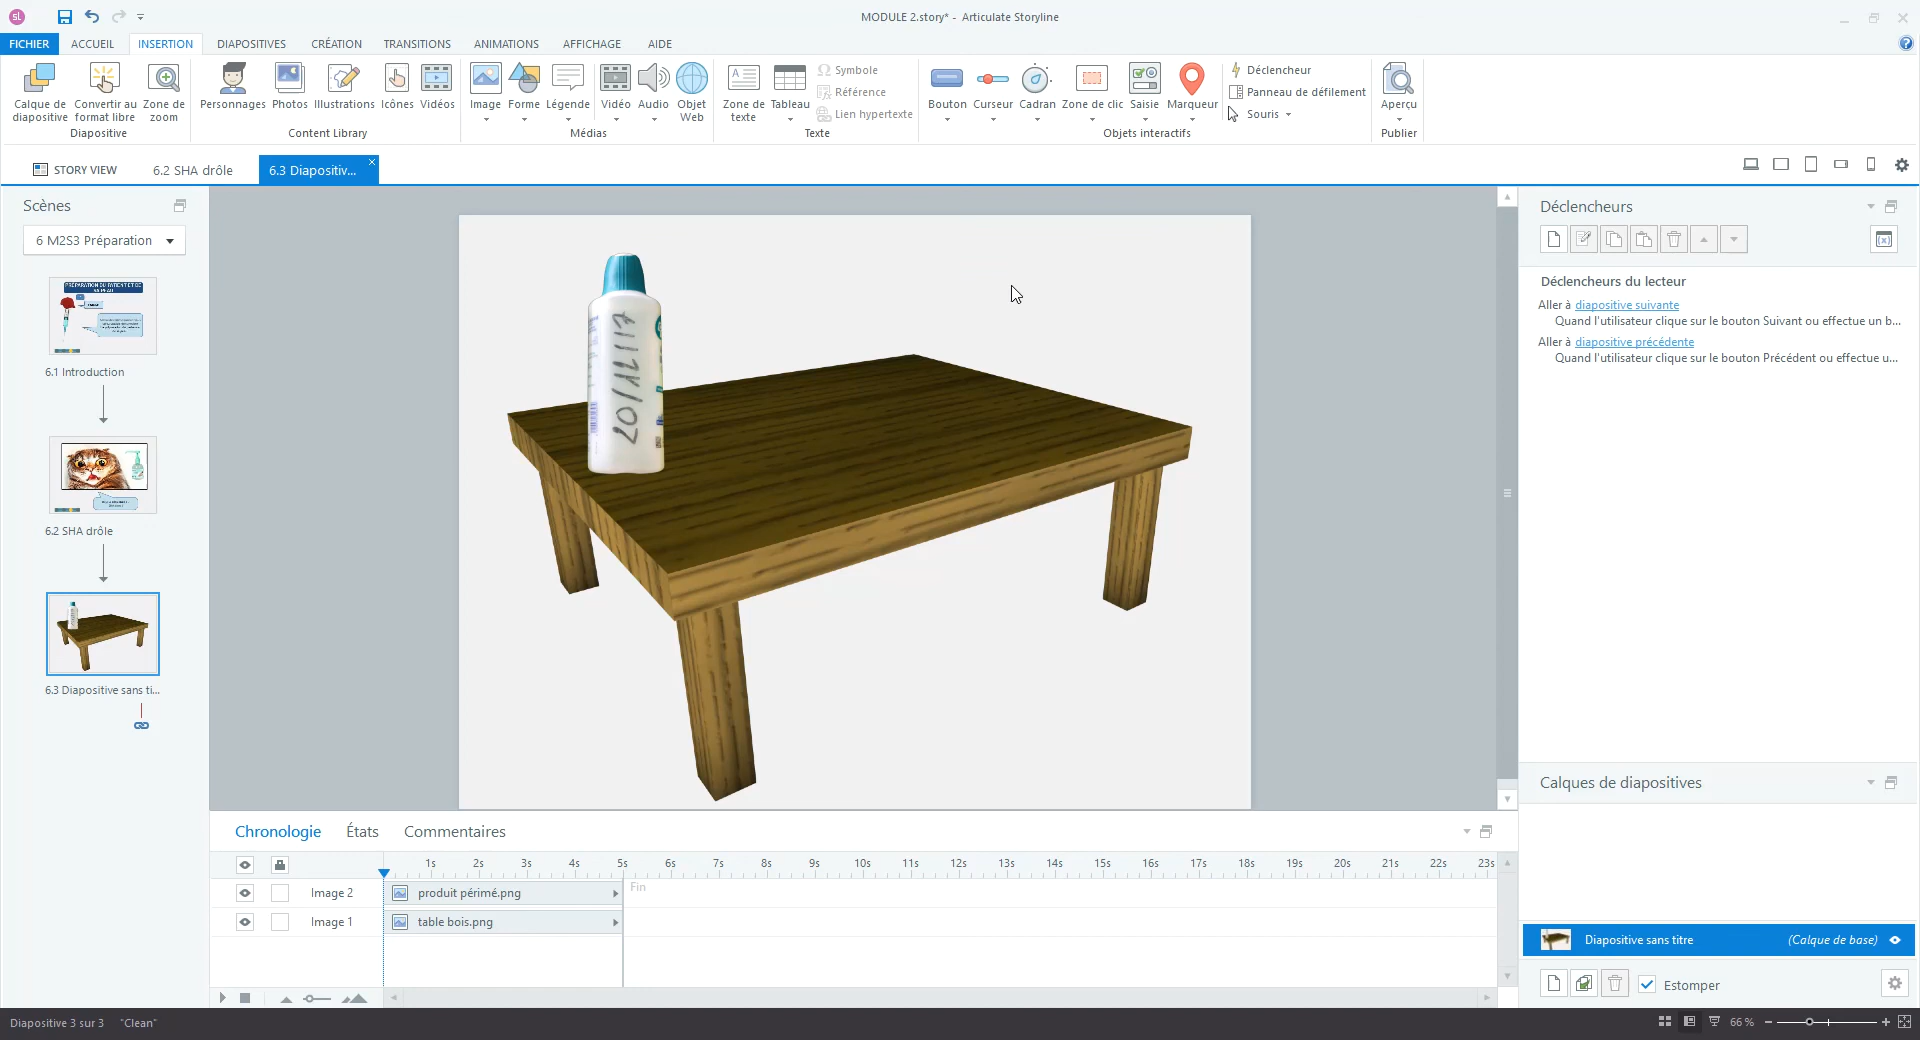 MODULE 2.story* - Articulate Storyline
FICHIER ACCUEIL INSERTION DIAPOSITIVES CRÉATION TRANSITIONS ANIMATIONS AFFICHAGE AIDE
Calque de diapositive
Convertir au format libre
Zone de zoom
Diapositive
Personnages
Photos
Illustrations
Icônes
Vidéos
Content Library
Image
Forme
Légende
Vidéo
Audio
Objet Web
Médias
Zone de texte
Tableau
Symbole
Référence
Lien hypertexte
Texte
Bouton
Curseur
Cadran
Zone de clic
Saisie
Marqueur
Déclencheur
Panneau de défilement
Souris
Objets interactifs
Aperçu
Publier
STORY VIEW
6.2 SHA drôle
6.3 Diapositiv...
Scènes
6 M2S3 Préparation
6.1 Introduction
6.2 SHA drôle
6.3 Diapositive sans ti...
Déclencheurs
Déclencheurs du lecteur
Aller à diapositive suivante
Quand l'utilisateur clique sur le bouton Suivant ou effectue un b...
Aller à diapositive précédente
Quand l'utilisateur clique sur le bouton Précédent ou effectue u...
Calques de diapositives
Diapositive sans titre (Calque de base)
Estomper
Chronologie États Commentaires
1s 2s 3s 4s 5s 6s 7s 8s 9s 10s 11s 12s 13s 14s 15s 16s 17s 18s 19s 20s 21s 22s 23s
Image 2 produit périmé.png Fin
Image 1 table bois.png
Diapositive 3 sur 3 "Clean"
66 %